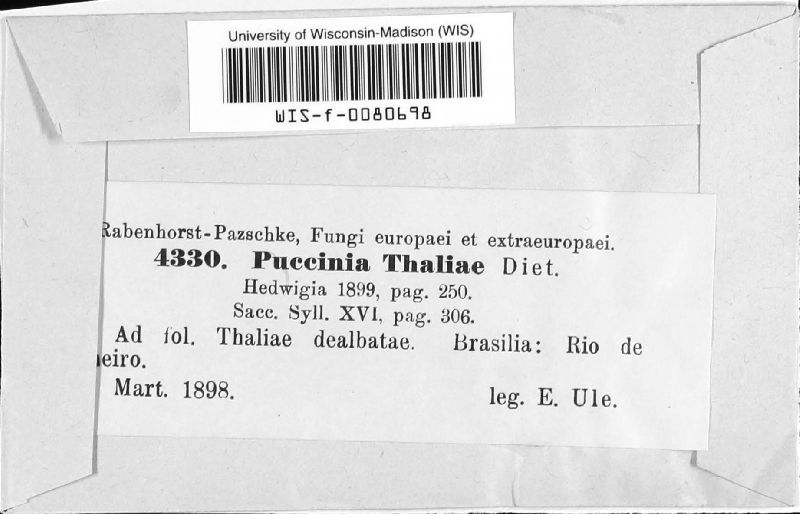 University of Wisconsin-Madison (WIS)
WIS-f-0080698
Rabenhorst-Pazschke, Fungi europaei et extraeuropaei.
4330. Puccinia Thaliae Diet.
Hedwigia 1899, pag. 250.
Sacc. Syll. XVI, pag. 306.
Ad fol. Thaliae dealbatae. Brasilia: Rio de
eiro.
Mart. 1898. leg. E. Ule.